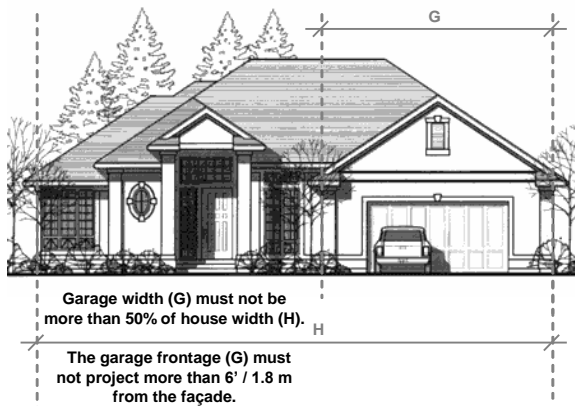 G
Garage width (G) must not be
more than 50% of house width (H).
H
The garage frontage (G) must
not project more than 6’ / 1.8 m
from the façade.